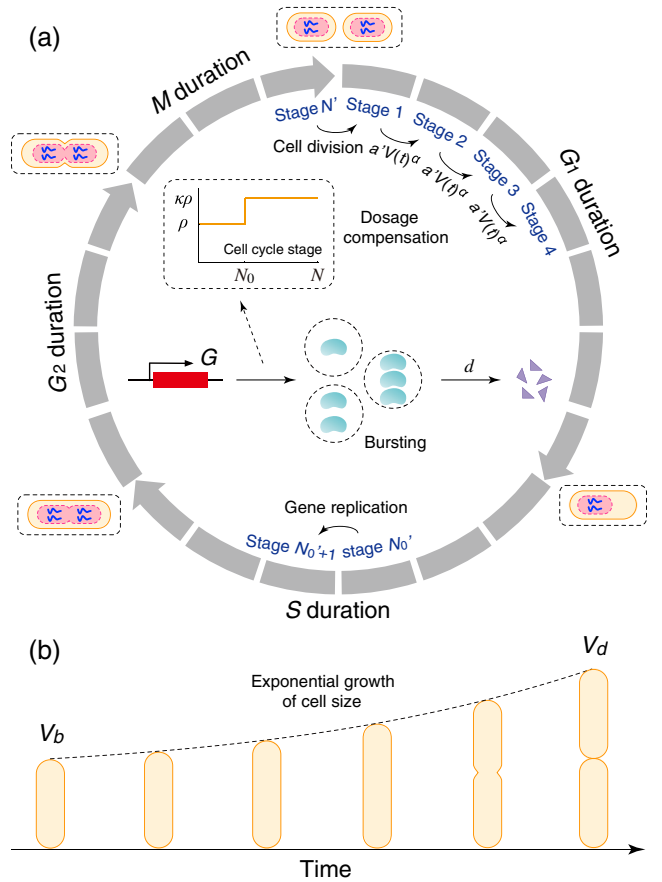 (a)
M duration
Stage N' Stage 1 Stage 2 Stage 3 Stage 4
Cell division a'V(t)^α a'V(t)^α a'V(t)^α
G1 duration
κρ
ρ
Cell cycle stage
N0 N
Dosage
compensation
G2 duration
G
d
Bursting
Gene replication
Stage N0'+1 stage N0'
S duration
(b)
Vb
Exponential growth
of cell size
Vd
Time